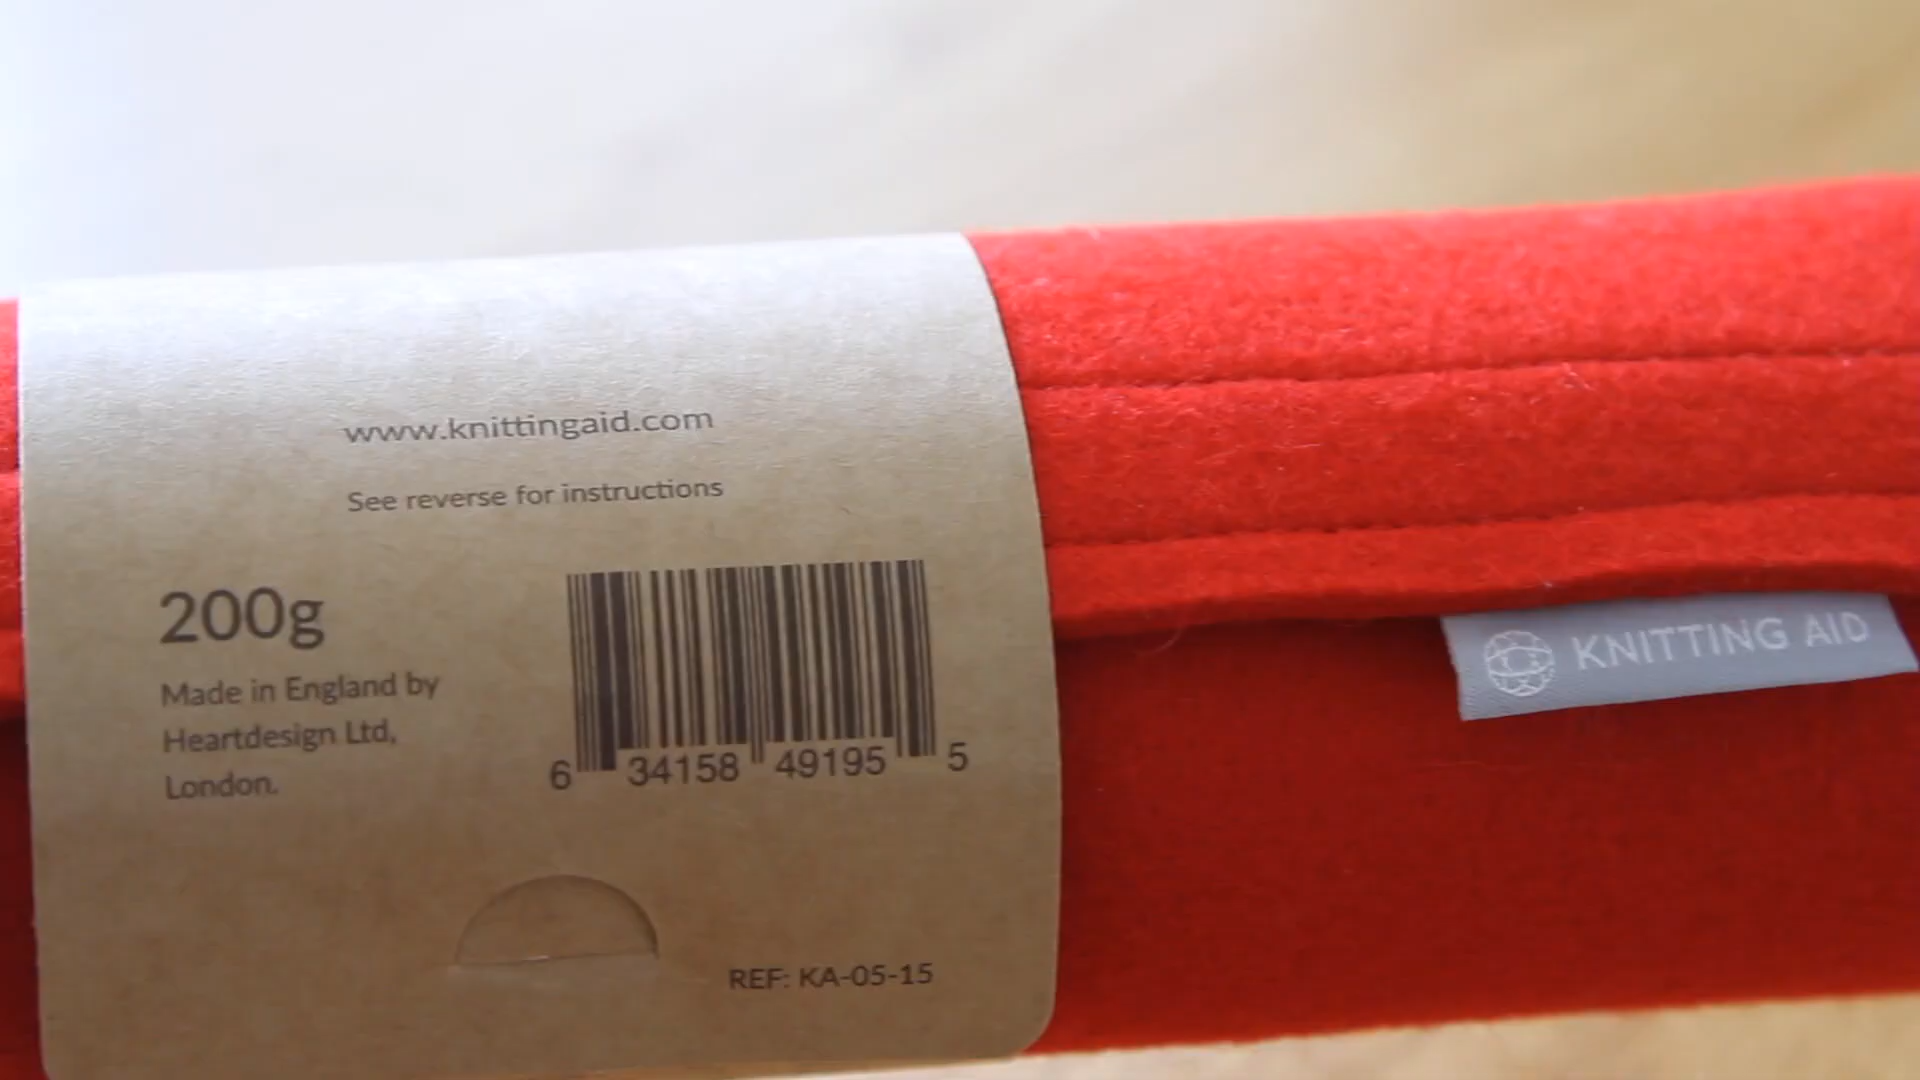 www.knittingaid.com
See reverse for instructions
200g
Made in England by
Heartdesign Ltd,
London.
6 34158 49195 5
REF: KA-05-15
KNITTING AID